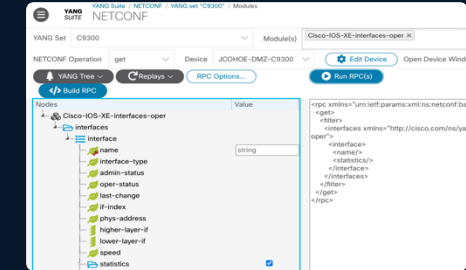 YANG SUITE
YANG Suite / NETCONF / YANG set "C9300" / Modules
NETCONF
YANG Set C9300 Module(s) Cisco-IOS-XE-interfaces-oper ×
NETCONF Operation get Device JCOHOE-DMZ-C9300 Edit Device Open Device Wind
YANG Tree Replays RPC Options... Run RPC(s)
</> Build RPC
Nodes Value
Cisco-IOS-XE-interfaces-oper
interfaces
interface
name string
interface-type
admin-status
oper-status
last-change
if-index
phys-address
higher-layer-if
lower-layer-if
speed
statistics
<rpc xmlns="urn:ietf:params:xml:ns:netconf:ba
<get>
<filter>
<interfaces xmlns="http://cisco.com/ns/ya
oper">
<interface>
<name/>
<statistics/>
</interface>
</interfaces>
</filter>
</get>
</rpc>